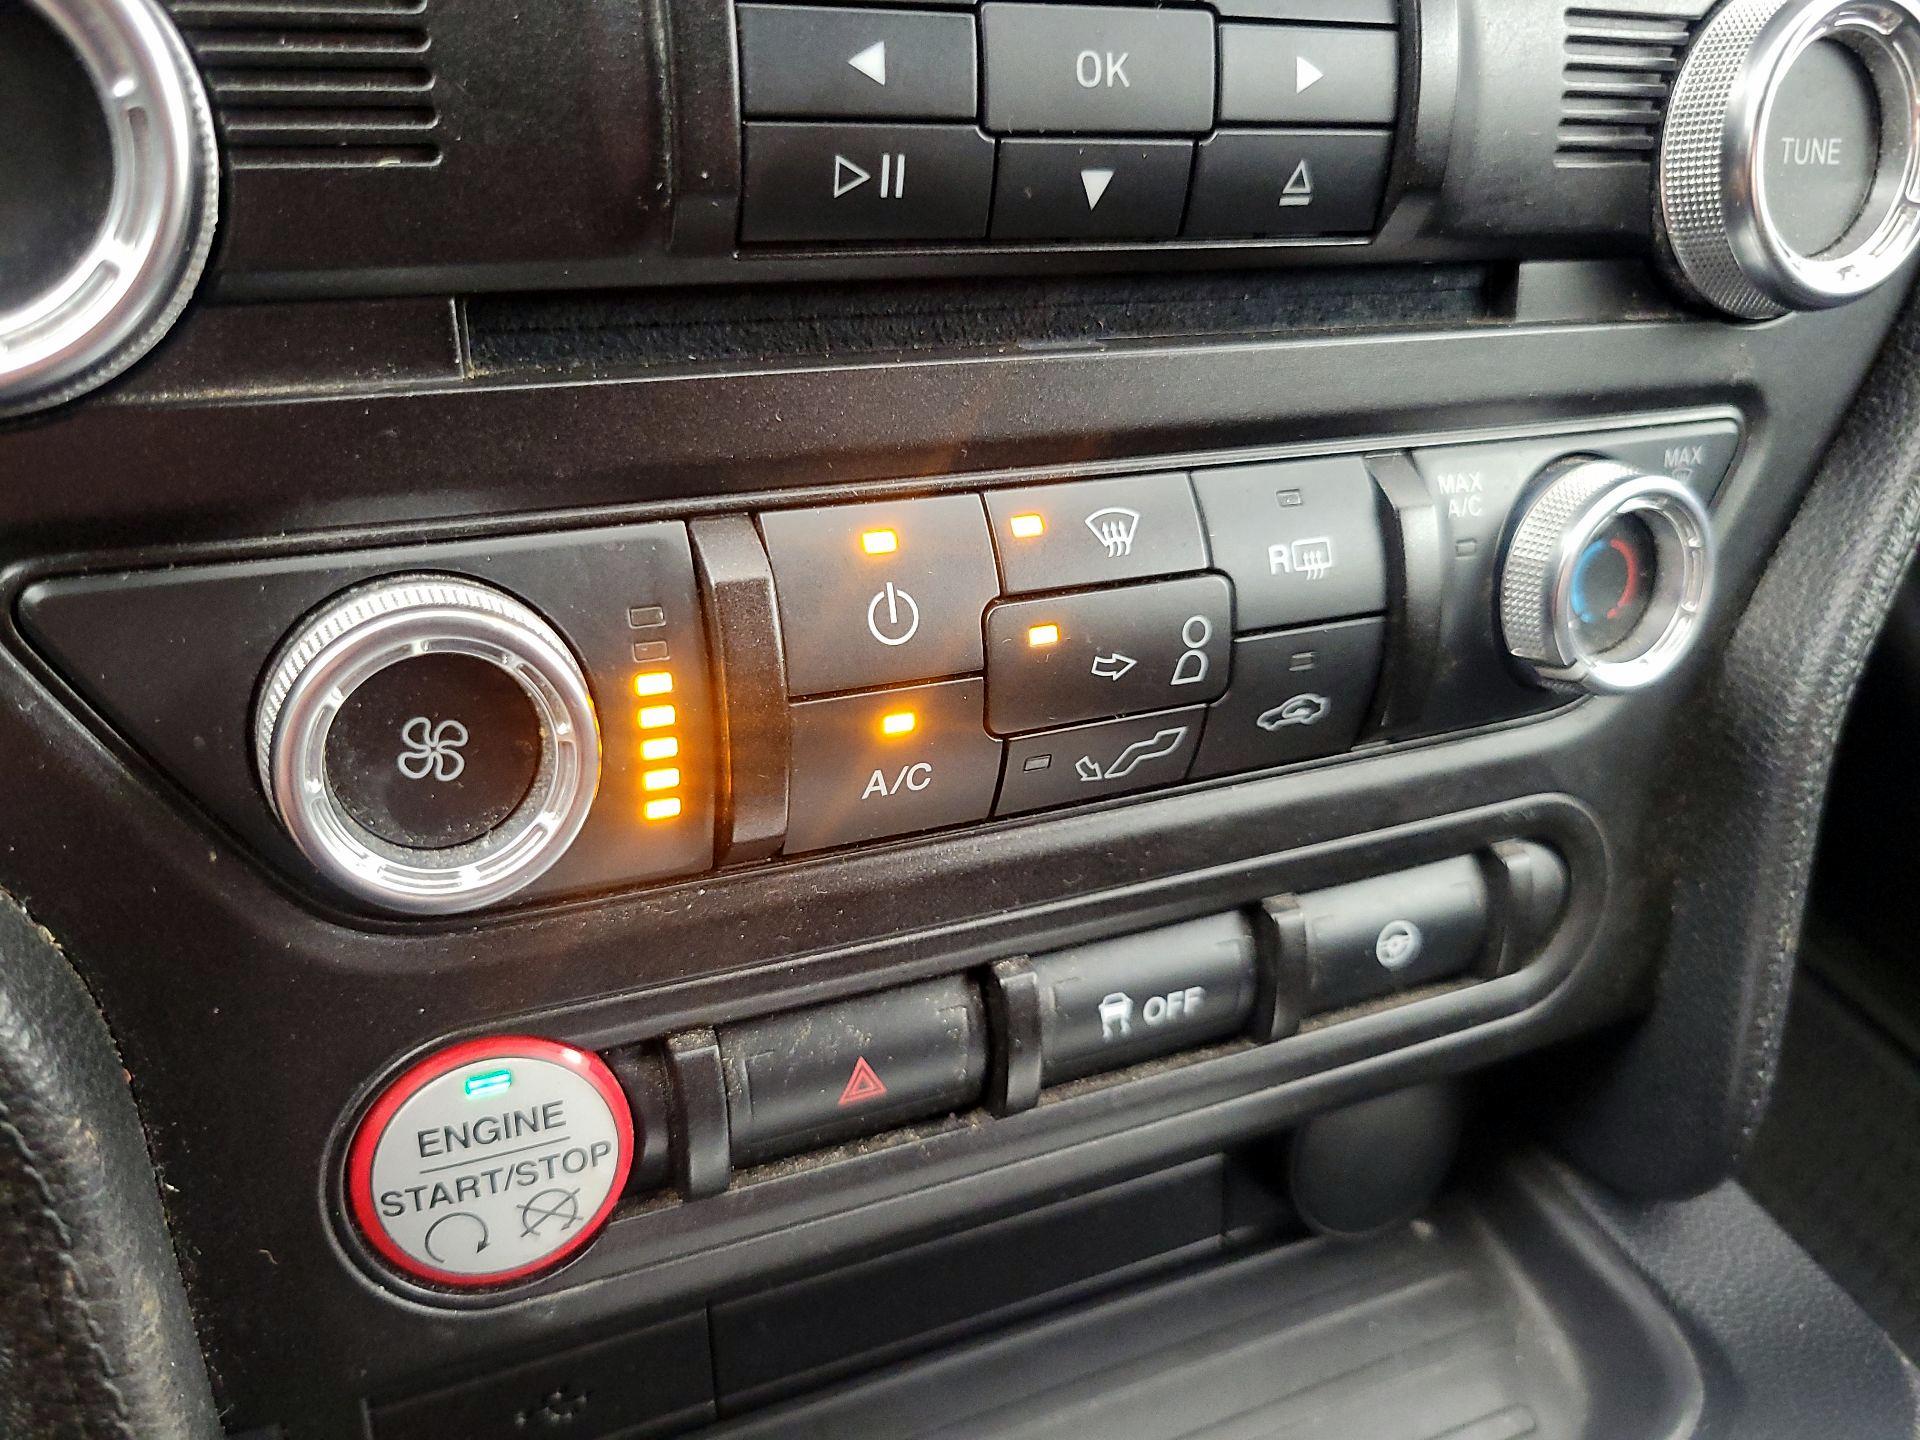 OK
TUNE
MAX
MAX
A/C
R
A/C
OFF
ENGINE
START/STOP